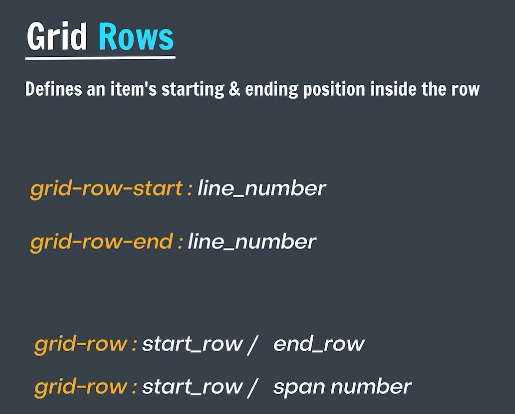 Grid Rows
Defines an item's starting & ending position inside the row
grid-row-start : line_number
grid-row-end : line_number
grid-row : start_row / end_row
grid-row : start_row / span number